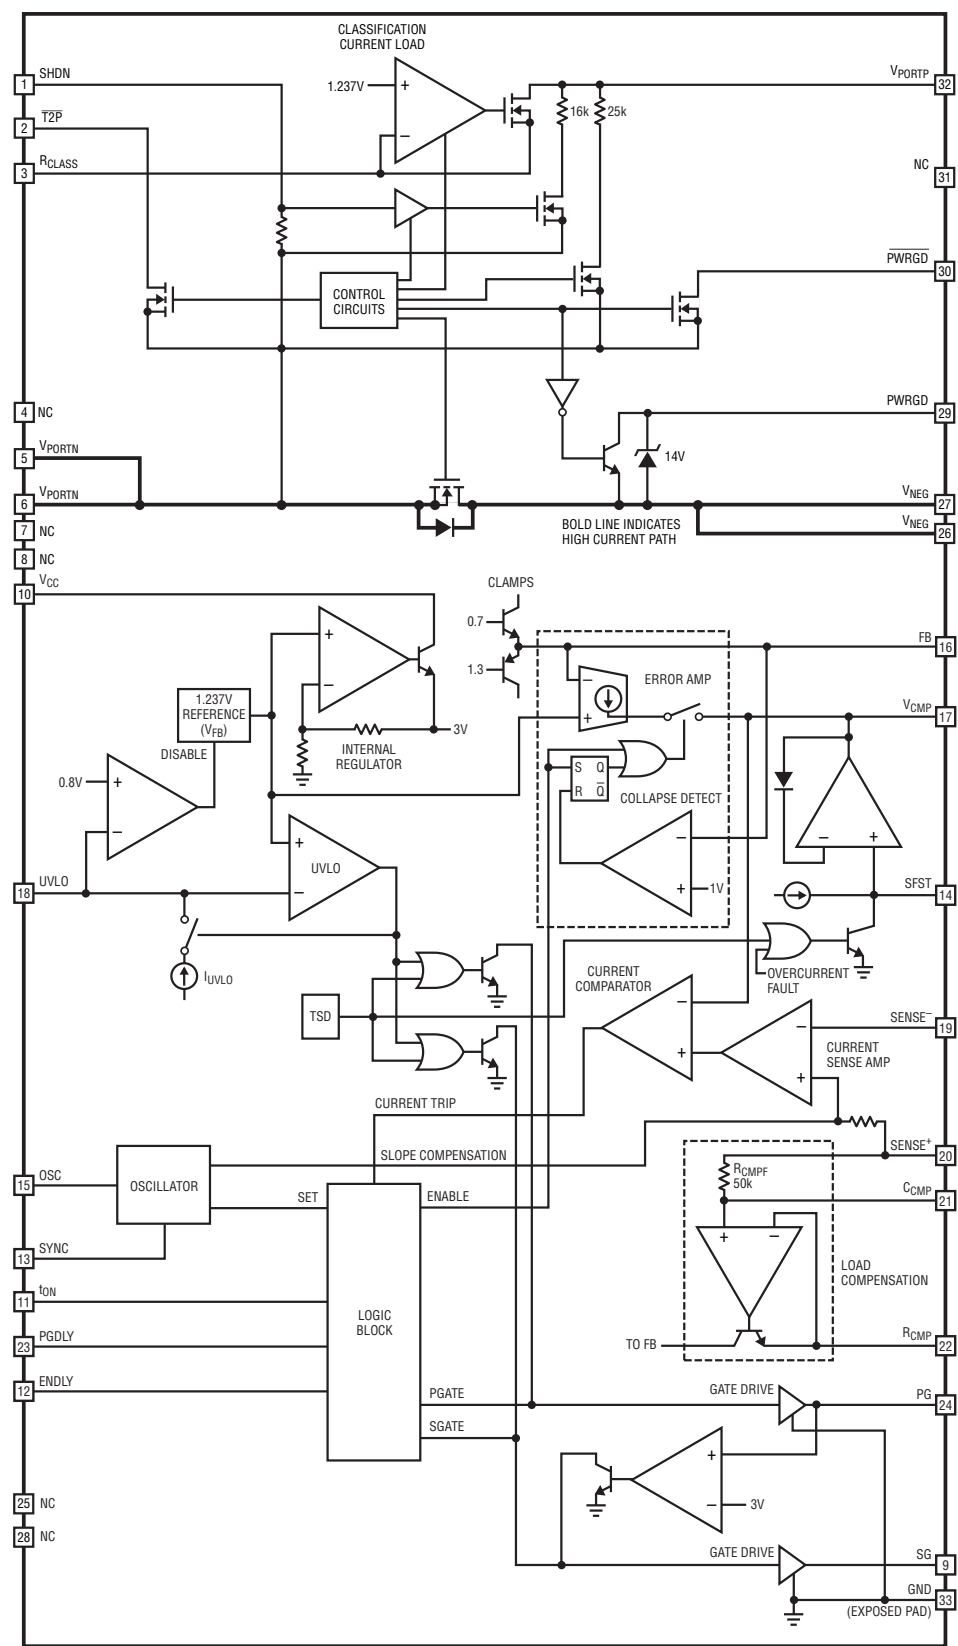 CLASSIFICATION
CURRENT LOAD
1 SHDN
1.237V
+
−
VPORTP 32
16k
25k
2 T2P
3 RCLASS
NC 31
PWRGD 30
CONTROL
CIRCUITS
4 NC
PWRGD 29
5 VPORTN
14V
6 VPORTN
VNEG 27
7 NC
BOLD LINE INDICATES
HIGH CURRENT PATH
VNEG 26
8 NC
10 VCC
CLAMPS
0.7
1.3
+
−
FB 16
ERROR AMP
−
+
1.237V
REFERENCE
(VFB)
DISABLE
3V
INTERNAL
REGULATOR
VCMP 17
S Q
R Q
COLLAPSE DETECT
0.8V
+
−
+
UVLO
−
−
+
1V
−
+
18 UVLO
SFST 14
IUVLO
OVERCURRENT
FAULT
TSD
CURRENT
COMPARATOR
−
+
−
+
SENSE− 19
CURRENT
SENSE AMP
CURRENT TRIP
SLOPE COMPENSATION
SENSE+ 20
15 OSC
OSCILLATOR
SET
ENABLE
RCMPF
50k
CCMP 21
+
−
13 SYNC
LOAD
COMPENSATION
11 tON
LOGIC
BLOCK
23 PGDLY
TO FB
RCMP 22
12 ENDLY
PGATE
GATE DRIVE
PG 24
SGATE
+
−
3V
25 NC
28 NC
GATE DRIVE
SG 9
GND 33
(EXPOSED PAD)